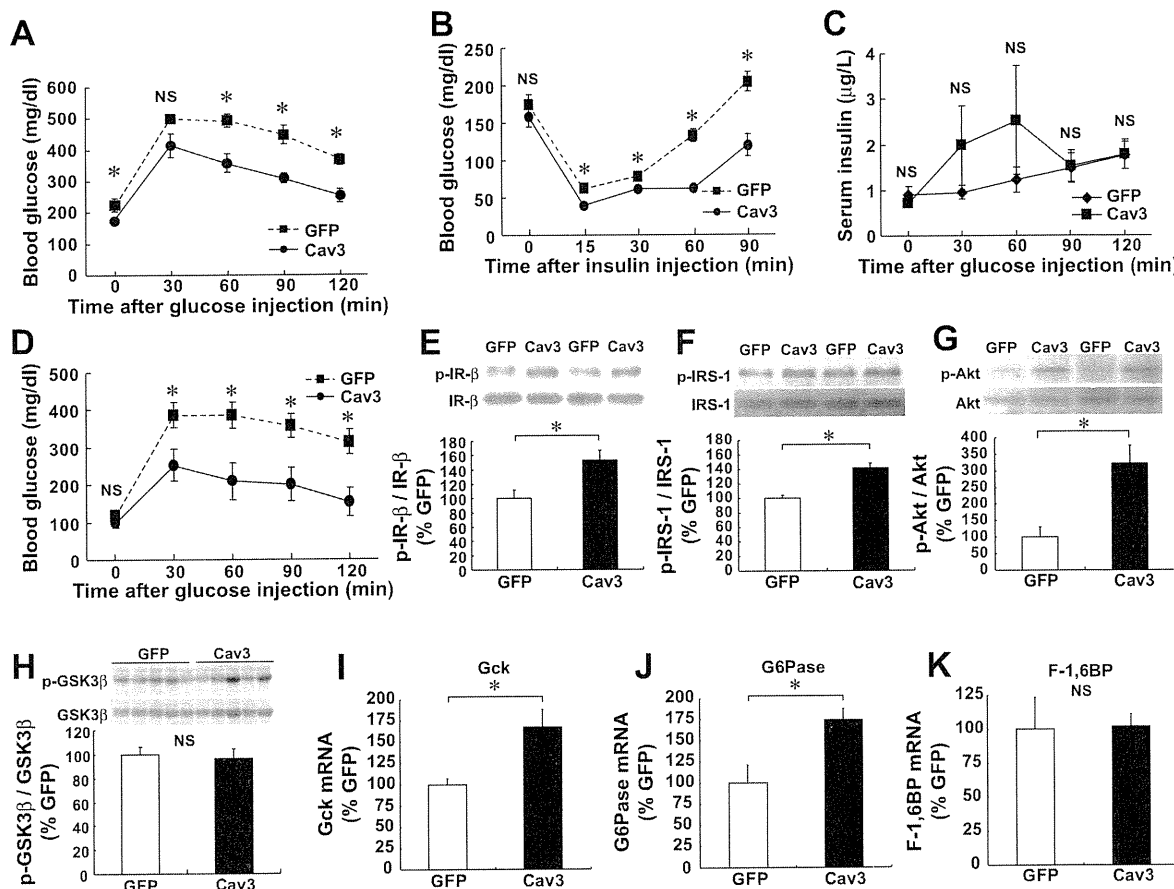 A
Blood glucose (mg/dl)
600
500
400
300
200
100
0
*
NS
*
*
*
GFP
Cav3
0 30 60 90 120
Time after glucose injection (min)
B
Blood glucose (mg/dl)
250
200
150
100
50
0
NS
*
*
*
*
GFP
Cav3
0 15 30 60 90
Time after insulin injection (min)
C
Serum insulin (μg/L)
4
3
2
1
0
NS
NS
NS
NS
NS
GFP
Cav3
0 30 60 90 120
Time after glucose injection (min)
D
Blood glucose (mg/dl)
500
400
300
200
100
0
NS
*
*
*
*
GFP
Cav3
0 30 60 90 120
Time after glucose injection (min)
E
GFP Cav3 GFP Cav3
p-IR-β
IR-β
p-IR-β / IR-β
(% GFP)
180
160
140
120
100
80
60
40
20
0
*
GFP Cav3
F
GFP Cav3 GFP Cav3
p-IRS-1
IRS-1
p-IRS-1 / IRS-1
(% GFP)
180
160
140
120
100
80
60
40
20
0
*
GFP Cav3
G
GFP Cav3 GFP Cav3
p-Akt
Akt
p-Akt / Akt
(% GFP)
400
350
300
250
200
150
100
50
0
*
GFP Cav3
H
GFP Cav3
p-GSK3β
GSK3β
p-GSK3β / GSK3β
(% GFP)
120
100
80
60
40
20
0
NS
GFP Cav3
I
Gck
Gck mRNA
(% GFP)
200
175
150
125
100
75
50
25
0
*
GFP Cav3
J
G6Pase
G6Pase mRNA
(% GFP)
200
175
150
125
100
75
50
25
0
*
GFP Cav3
K
F-1,6BP
NS
F-1,6BP mRNA
(% GFP)
125
100
75
50
25
0
GFP Cav3